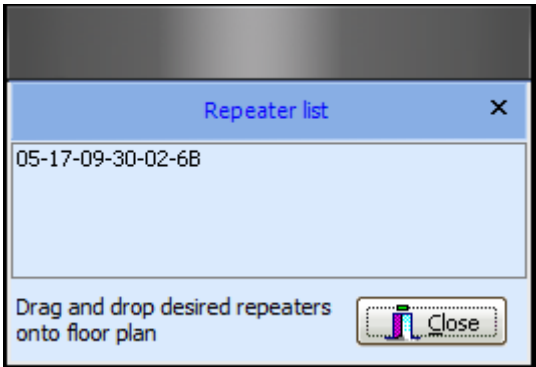 Repeater list
05-17-09-30-02-6B
Drag and drop desired repeaters
onto floor plan
Close